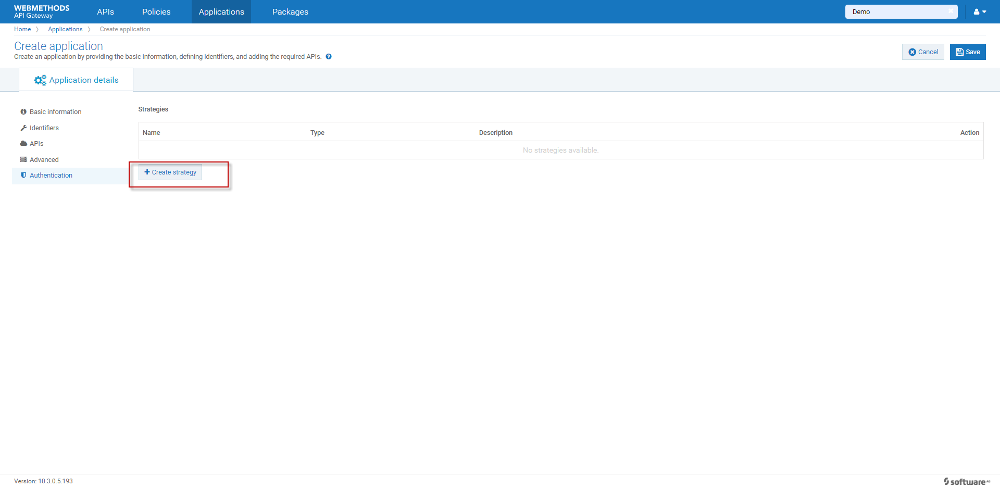 WEBMETHODS
API Gateway
APIs
Policies
Applications
Packages
Demo
Home
Applications
Create application
Create application
Create an application by providing the basic information, defining identifiers, and adding the required APIs.
Cancel
Save
Application details
Basic information
Identifiers
APIs
Advanced
Authentication
Strategies
Name Type Description Action
No strategies available.
Create strategy
Version: 10.3.0.5.193
software AG